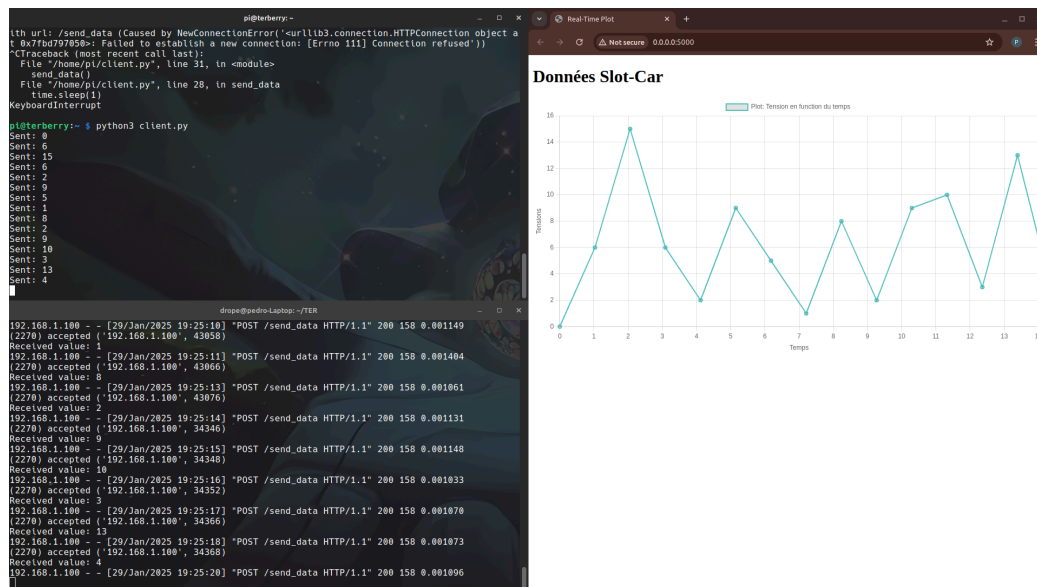 pi@terberry: ~
ith url: /send_data (Caused by NewConnectionError('<urllib3.connection.HTTPConnection object a
t 0x7fbd797050>: Failed to establish a new connection: [Errno 111] Connection refused'))
^CTraceback (most recent call last):
  File "/home/pi/client.py", line 31, in <module>
    send_data()
  File "/home/pi/client.py", line 28, in send_data
    time.sleep(1)
KeyboardInterrupt
pi@terberry:~ $ python3 client.py
Sent: 0
Sent: 6
Sent: 15
Sent: 6
Sent: 2
Sent: 9
Sent: 5
Sent: 1
Sent: 8
Sent: 2
Sent: 9
Sent: 10
Sent: 3
Sent: 13
Sent: 4
drope@pedro-Laptop: ~/TER
192.168.1.100 - - [29/Jan/2025 19:25:10] "POST /send_data HTTP/1.1" 200 158 0.001149
(2270) accepted ('192.168.1.100', 43058)
Received value: 1
192.168.1.100 - - [29/Jan/2025 19:25:11] "POST /send_data HTTP/1.1" 200 158 0.001404
(2270) accepted ('192.168.1.100', 43066)
Received value: 8
192.168.1.100 - - [29/Jan/2025 19:25:13] "POST /send_data HTTP/1.1" 200 158 0.001061
(2270) accepted ('192.168.1.100', 43076)
Received value: 2
192.168.1.100 - - [29/Jan/2025 19:25:14] "POST /send_data HTTP/1.1" 200 158 0.001131
(2270) accepted ('192.168.1.100', 34346)
Received value: 9
192.168.1.100 - - [29/Jan/2025 19:25:15] "POST /send_data HTTP/1.1" 200 158 0.001148
(2270) accepted ('192.168.1.100', 34348)
Received value: 10
192.168.1.100 - - [29/Jan/2025 19:25:16] "POST /send_data HTTP/1.1" 200 158 0.001033
(2270) accepted ('192.168.1.100', 34352)
Received value: 3
192.168.1.100 - - [29/Jan/2025 19:25:17] "POST /send_data HTTP/1.1" 200 158 0.001070
(2270) accepted ('192.168.1.100', 34366)
Received value: 13
192.168.1.100 - - [29/Jan/2025 19:25:18] "POST /send_data HTTP/1.1" 200 158 0.001073
(2270) accepted ('192.168.1.100', 34368)
Received value: 4
192.168.1.100 - - [29/Jan/2025 19:25:20] "POST /send_data HTTP/1.1" 200 158 0.001096
Real-Time Plot
Not secure 0.0.0.0:5000
P
Données Slot-Car
Plot: Tension en function du temps
16
14
12
10
8
6
4
2
0
Tensions
0 1 2 3 4 5 6 7 8 9 10 11 12 13
Temps